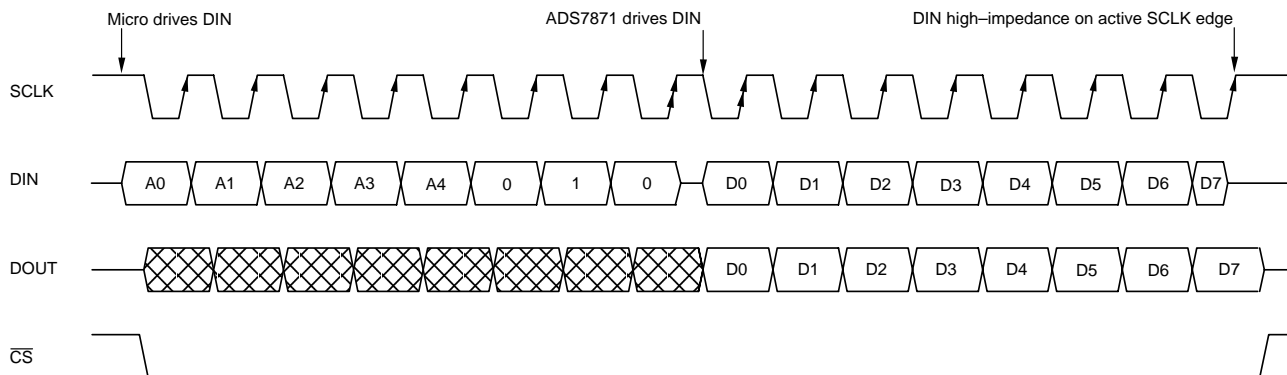 Micro drives DIN ADS7871 drives DIN DIN high–impedance on active SCLK edge
SCLK
DIN A0 A1 A2 A3 A4 0 1 0 D0 D1 D2 D3 D4 D5 D6 D7
DOUT D0 D1 D2 D3 D4 D5 D6 D7
C̅S̅